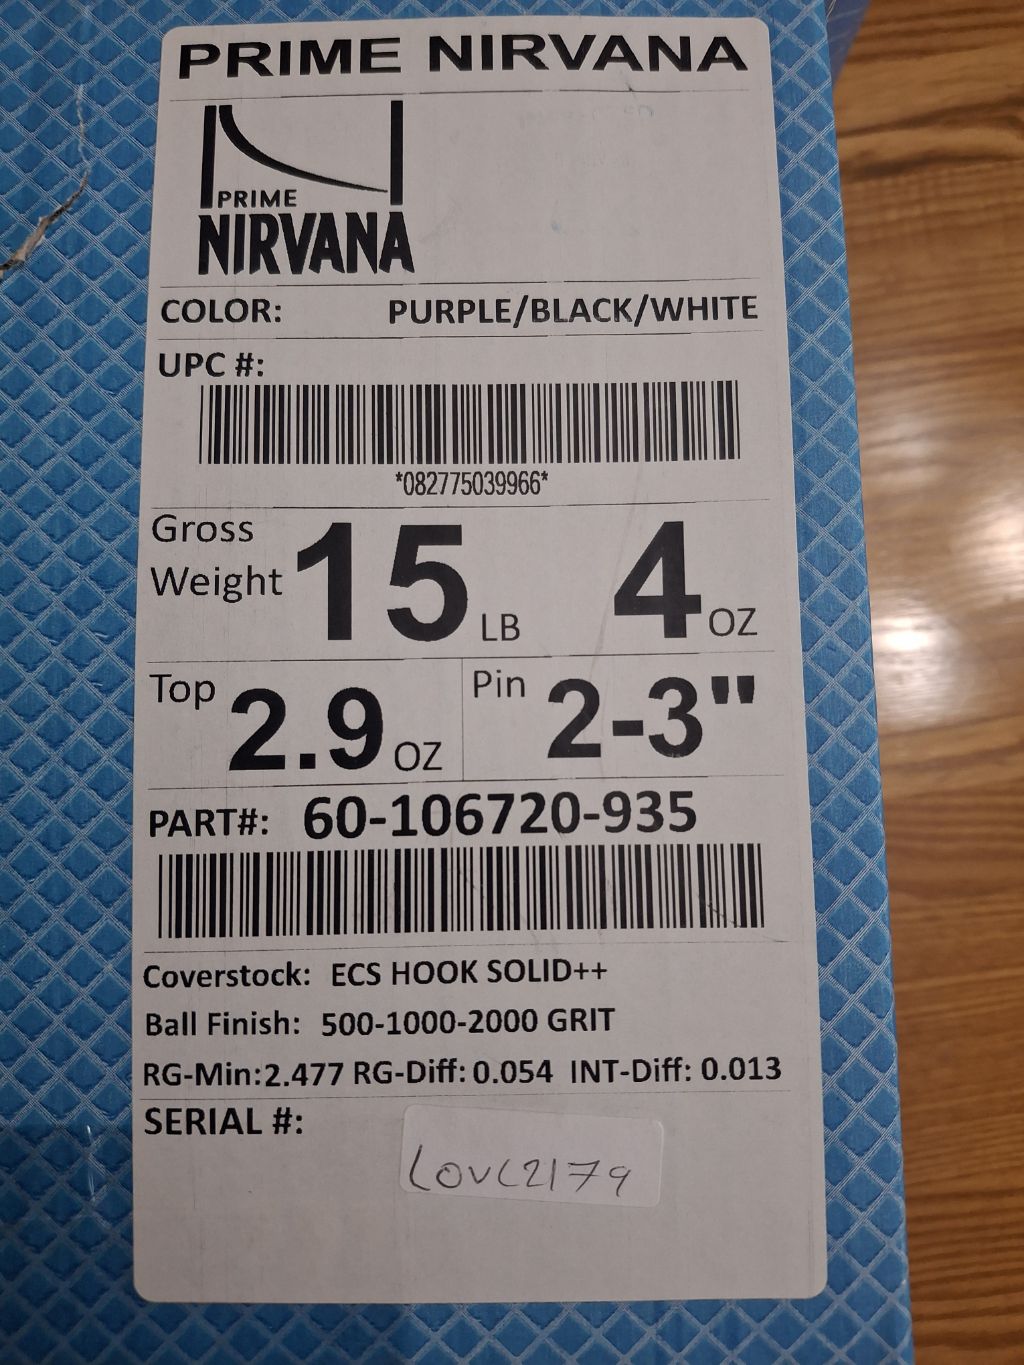 PRIME NIRVANA
PRIME
NIRVANA
COLOR: PURPLE/BLACK/WHITE
UPC #:
*082775039966*
Gross Weight 15 LB 4 OZ
Top 2.9 OZ Pin 2-3"
PART#: 60-106720-935
Coverstock: ECS HOOK SOLID++
Ball Finish: 500-1000-2000 GRIT
RG-Min:2.477 RG-Diff: 0.054 INT-Diff: 0.013
SERIAL #: